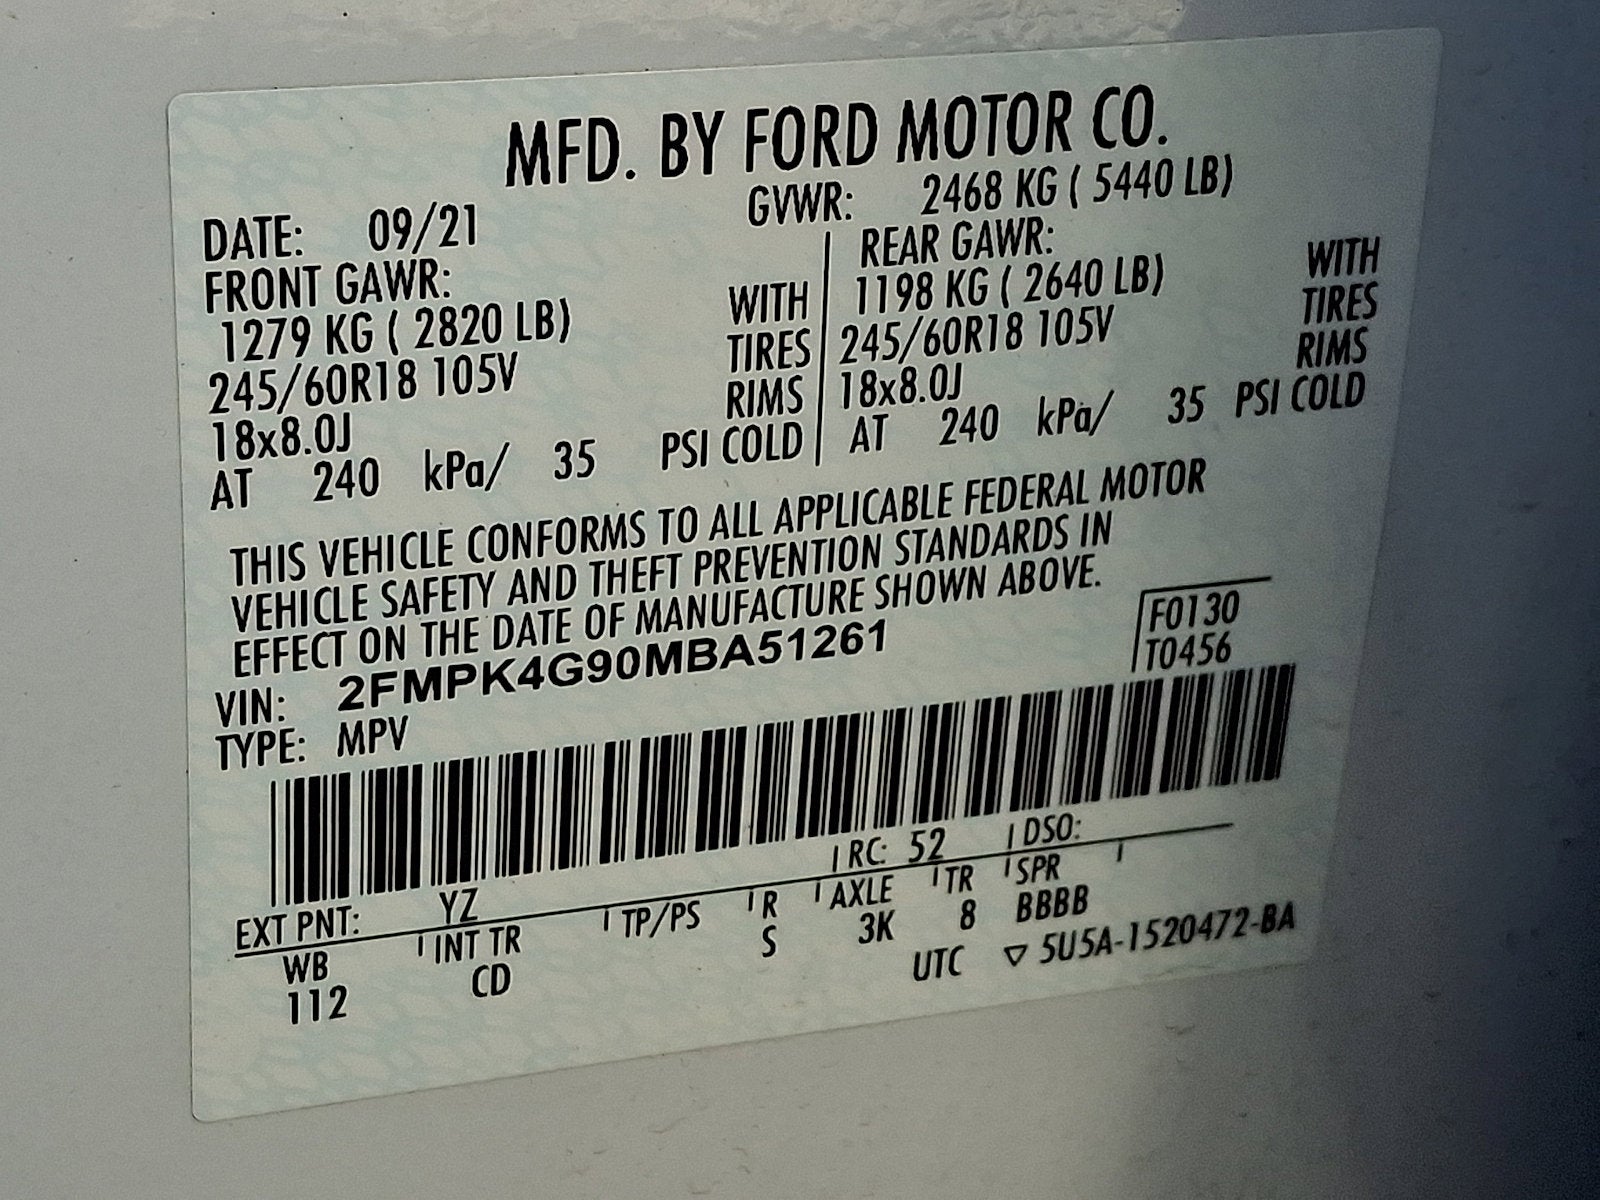 MFD. BY FORD MOTOR CO.
DATE: 09/21 GVWR: 2468 KG ( 5440 LB)
FRONT GAWR: REAR GAWR:
1279 KG ( 2820 LB) WITH 1198 KG ( 2640 LB) WITH
245/60R18 105V TIRES 245/60R18 105V TIRES
18x8.0J RIMS 18x8.0J RIMS
AT 240 kPa/ 35 PSI COLD AT 240 kPa/ 35 PSI COLD
THIS VEHICLE CONFORMS TO ALL APPLICABLE FEDERAL MOTOR
VEHICLE SAFETY AND THEFT PREVENTION STANDARDS IN
EFFECT ON THE DATE OF MANUFACTURE SHOWN ABOVE.
VIN: 2FMPK4G90MBA51261 F0130
TYPE: MPV T0456
EXT PNT: YZ RC: 52 DSO:
WB INT TR TP/PS R AXLE TR SPR
112 CD S 3K 8 BBBB
UTC ▽ 5U5A-1520472-BA